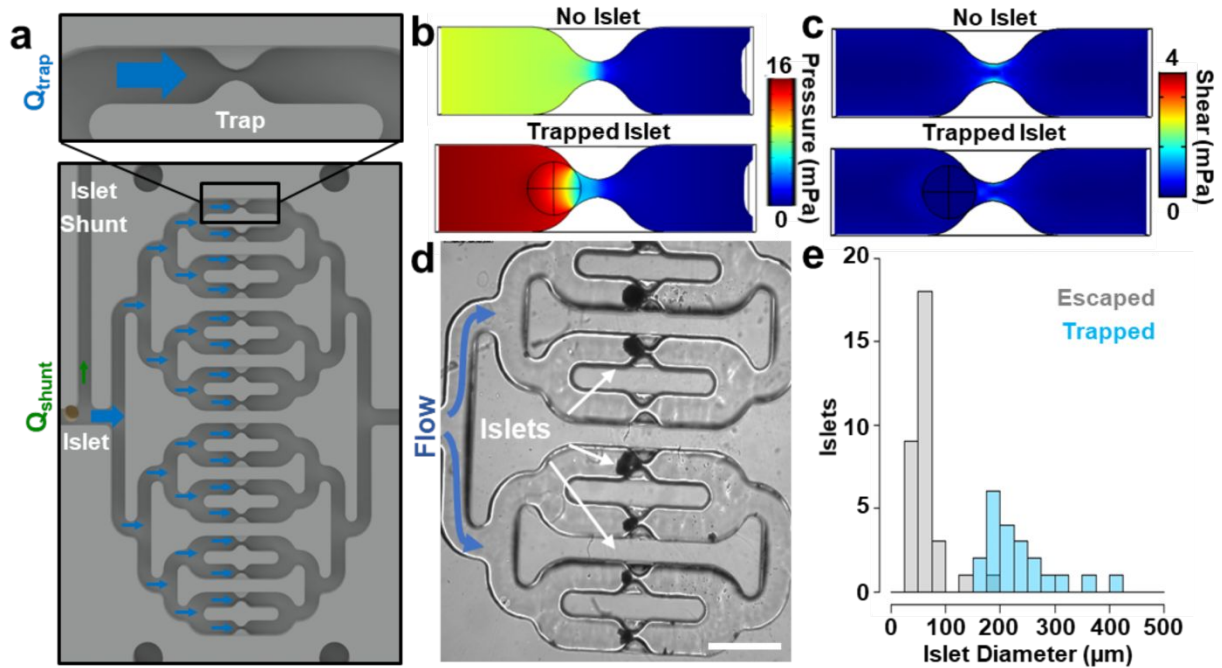 a
Q_trap
Trap
Islet
Shunt
Q_shunt
Islet
b
No Islet
Trapped Islet
16
0
Pressure (mPa)
c
No Islet
Trapped Islet
4
0
Shear (mPa)
d
Flow
Islets
e
20
15
10
5
0
Islets
Escaped
Trapped
0 100 200 300 400 500
Islet Diameter (µm)